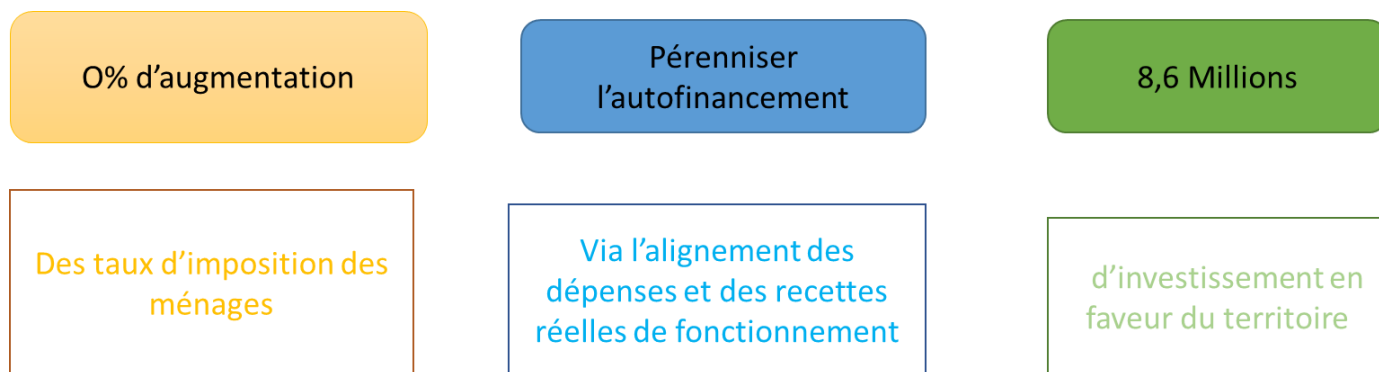 O% d'augmentation
Pérenniser
l'autofinancement
8,6 Millions
Des taux d'imposition des
ménages
Via l'alignement des
dépenses et des recettes
réelles de fonctionnement
d'investissement en
faveur du territoire